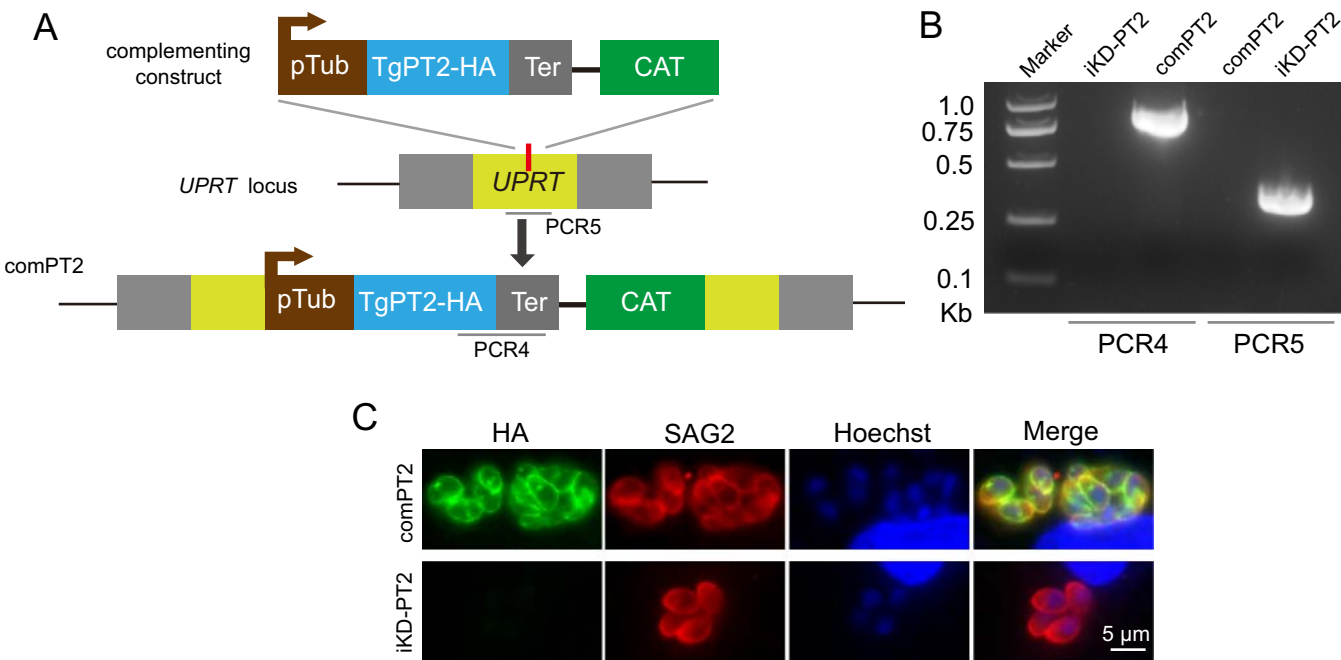 A
complementing
construct
pTub TgPT2-HA Ter CAT
UPRT locus
UPRT
PCR5
comPT2
pTub TgPT2-HA Ter CAT
PCR4
B
Marker iKD-PT2 comPT2 comPT2 iKD-PT2
1.0
0.75
0.5
0.25
0.1
Kb
PCR4 PCR5
C
HA SAG2 Hoechst Merge
comPT2
iKD-PT2
5 μm